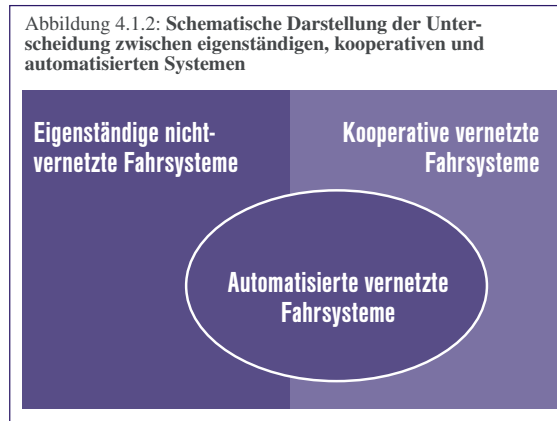 Abbildung 4.1.2: Schematische Darstellung der Unter-
scheidung zwischen eigenständigen, kooperativen und
automatisierten Systemen
Eigenständige nicht-
vernetzte Fahrsysteme
Kooperative vernetzte
Fahrsysteme
Automatisierte vernetzte
Fahrsysteme